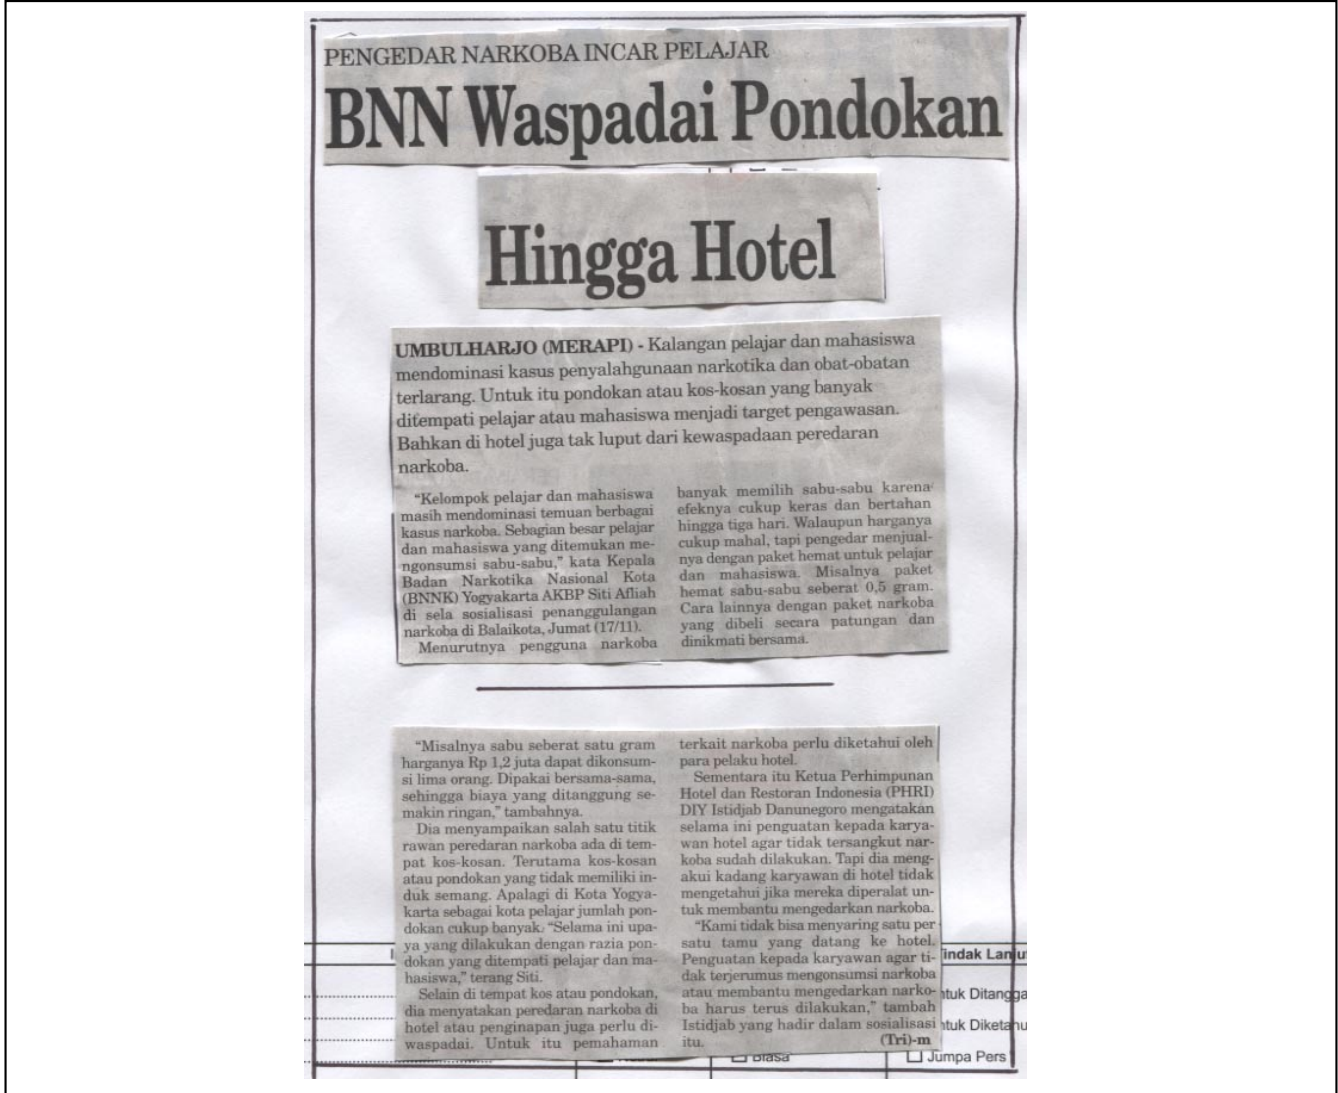 PENGEDAR NARKOBA INCAR PELAJAR
BNN Waspadai Pondokan
Hingga Hotel
UMBULHARJO (MERAPI) - Kalangan pelajar dan mahasiswa
mendominasi kasus penyalahgunaan narkotika dan obat-obatan
terlarang. Untuk itu pondokan atau kos-kosan yang banyak
ditempati pelajar atau mahasiswa menjadi target pengawasan.
Bahkan di hotel juga tak luput dari kewaspadaan peredaran
narkoba.
“Kelompok pelajar dan mahasiswa
masih mendominasi temuan berbagai
kasus narkoba. Sebagian besar pelajar
dan mahasiswa yang ditemukan me-
ngonsumsi sabu-sabu,” kata Kepala
Badan Narkotika Nasional Kota
(BNNK) Yogyakarta AKBP Siti Afliah
di sela sosialisasi penanggulangan
narkoba di Balaikota, Jumat (17/11).
Menurutnya pengguna narkoba
banyak memilih sabu-sabu karena
efeknya cukup keras dan bertahan
hingga tiga hari. Walaupun harganya
cukup mahal, tapi pengedar menjual-
nya dengan paket hemat untuk pelajar
dan mahasiswa. Misalnya paket
hemat sabu-sabu seberat 0,5 gram.
Cara lainnya dengan paket narkoba
yang dibeli secara patungan dan
dinikmati bersama.
“Misalnya sabu seberat satu gram
harganya Rp 1,2 juta dapat dikonsum-
si lima orang. Dipakai bersama-sama,
sehingga biaya yang ditanggung se-
makin ringan,” tambahnya.
Dia menyampaikan salah satu titik
rawan peredaran narkoba ada di tem-
pat kos-kosan. Terutama kos-kosan
atau pondokan yang tidak memiliki in-
duk semang. Apalagi di Kota Yogya-
karta sebagai kota pelajar jumlah pon-
dokan cukup banyak. “Selama ini upa-
ya yang dilakukan dengan razia pon-
dokan yang ditempati pelajar dan ma-
hasiswa,” terang Siti.
Selain di tempat kos atau pondokan,
dia menyatakan peredaran narkoba di
hotel atau penginapan juga perlu di-
waspadai. Untuk itu pemahaman
terkait narkoba perlu diketahui oleh
para pelaku hotel.
Sementara itu Ketua Perhimpunan
Hotel dan Restoran Indonesia (PHRI)
DIY Istidjab Danunegoro mengatakan
selama ini penguatan kepada karya-
wan hotel agar tidak tersangkut nar-
koba sudah dilakukan. Tapi dia meng-
akui kadang karyawan di hotel tidak
mengetahui jika mereka diperalat un-
tuk membantu mengedarkan narkoba.
“Kami tidak bisa menyaring satu per
satu tamu yang datang ke hotel.
Penguatan kepada karyawan agar ti-
dak terjerumus mengonsumsi narkoba
atau membantu mengedarkan narko-
ba harus terus dilakukan,” tambah
Istidjab yang hadir dalam sosialisasi
itu. (Tri)-m
indak Lanju
ntuk Ditangga
ntuk Diketahu
Biasa
Jumpa Pers